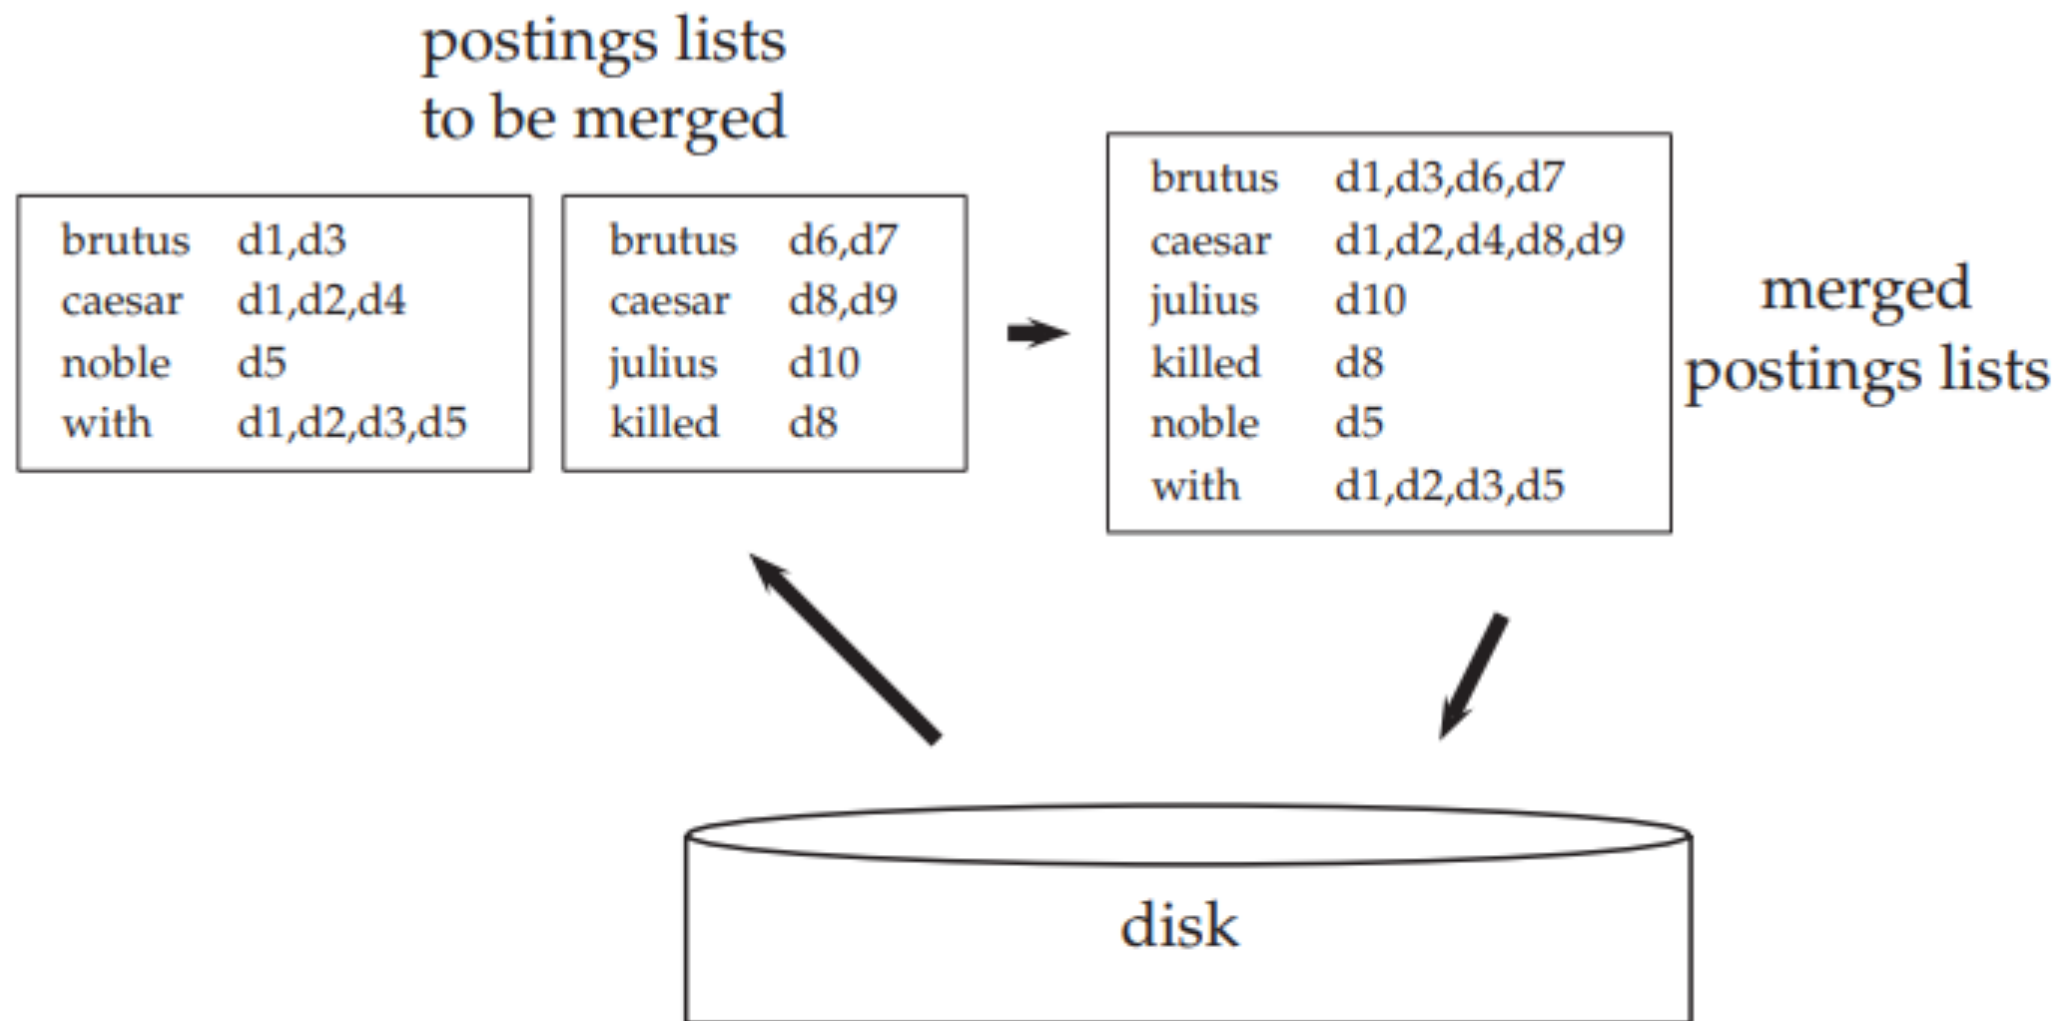 postings lists
to be merged
brutus d1,d3
caesar d1,d2,d4
noble d5
with d1,d2,d3,d5
brutus d6,d7
caesar d8,d9
julius d10
killed d8
brutus d1,d3,d6,d7
caesar d1,d2,d4,d8,d9
julius d10
killed d8
noble d5
with d1,d2,d3,d5
merged
postings lists
disk